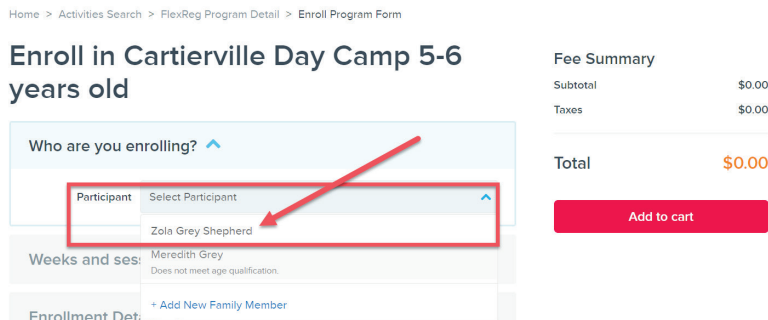 Home > Activities Search > FlexReg Program Detail > Enroll Program Form
Enroll in Cartierville Day Camp 5-6
years old
Who are you enrolling?
Participant Select Participant
Zola Grey Shepherd
Meredith Grey
Does not meet age qualification.
+ Add New Family Member
Weeks and
Enrollment
Fee Summary
Subtotal $0.00
Taxes $0.00
Total $0.00
Add to cart